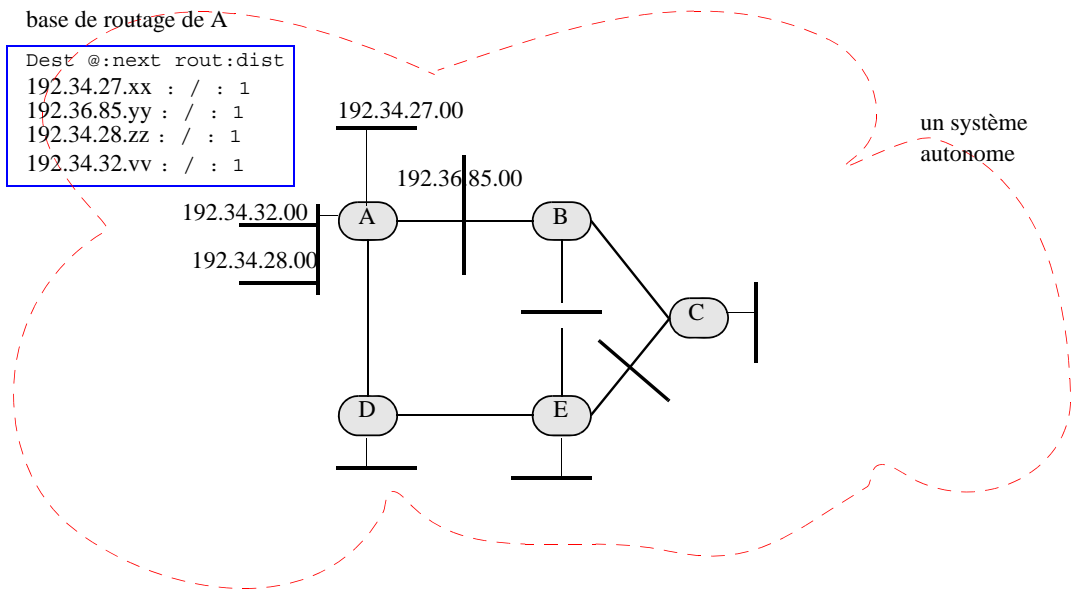 base de routage de A
Dest @:next rout:dist
192.34.27.xx : / : 1
192.36.85.yy : / : 1
192.34.28.zz : / : 1
192.34.32.vv : / : 1
192.34.27.00
un système
autonome
192.36.85.00
192.34.32.00
A
B
192.34.28.00
C
D
E